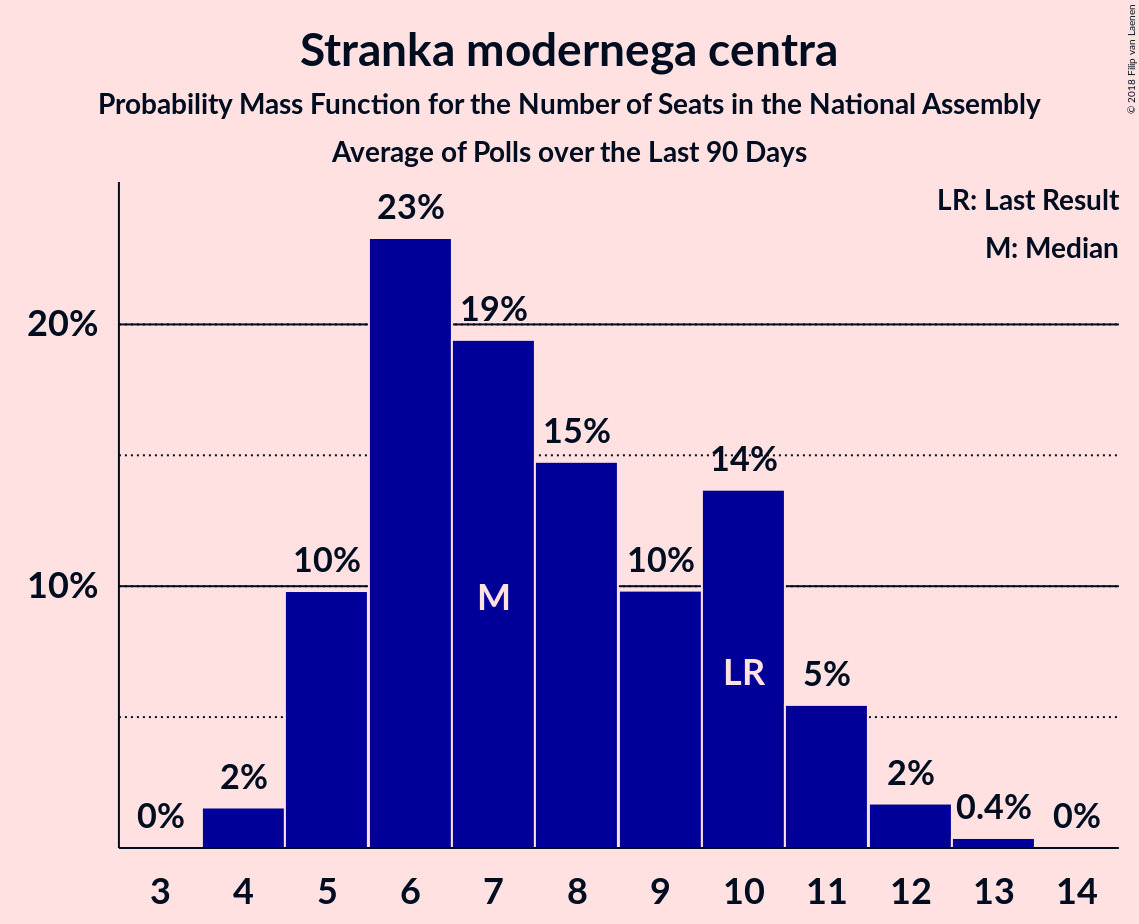 Stranka modernega centra
Probability Mass Function for the Number of Seats in the National Assembly
Average of Polls over the Last 90 Days
© 2018 Filip van Laenen
LR: Last Result
M: Median
20%
10%
0%
2%
10%
23%
19%
15%
10%
14%
5%
2%
0.4%
0%
M
LR
3 4 5 6 7 8 9 10 11 12 13 14